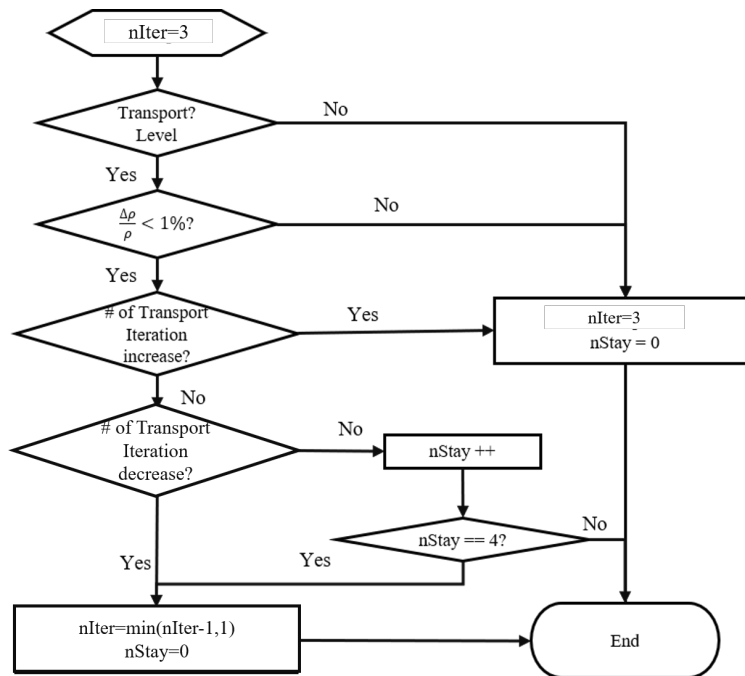 nIter=3
Transport?
Level
No
Yes
Δρ/ρ < 1%?
No
Yes
# of Transport
Iteration
increase?
Yes
nIter=3
nStay = 0
No
# of Transport
Iteration
decrease?
No
nStay ++
nStay == 4?
No
Yes
Yes
nIter=min(nIter-1,1)
nStay=0
End